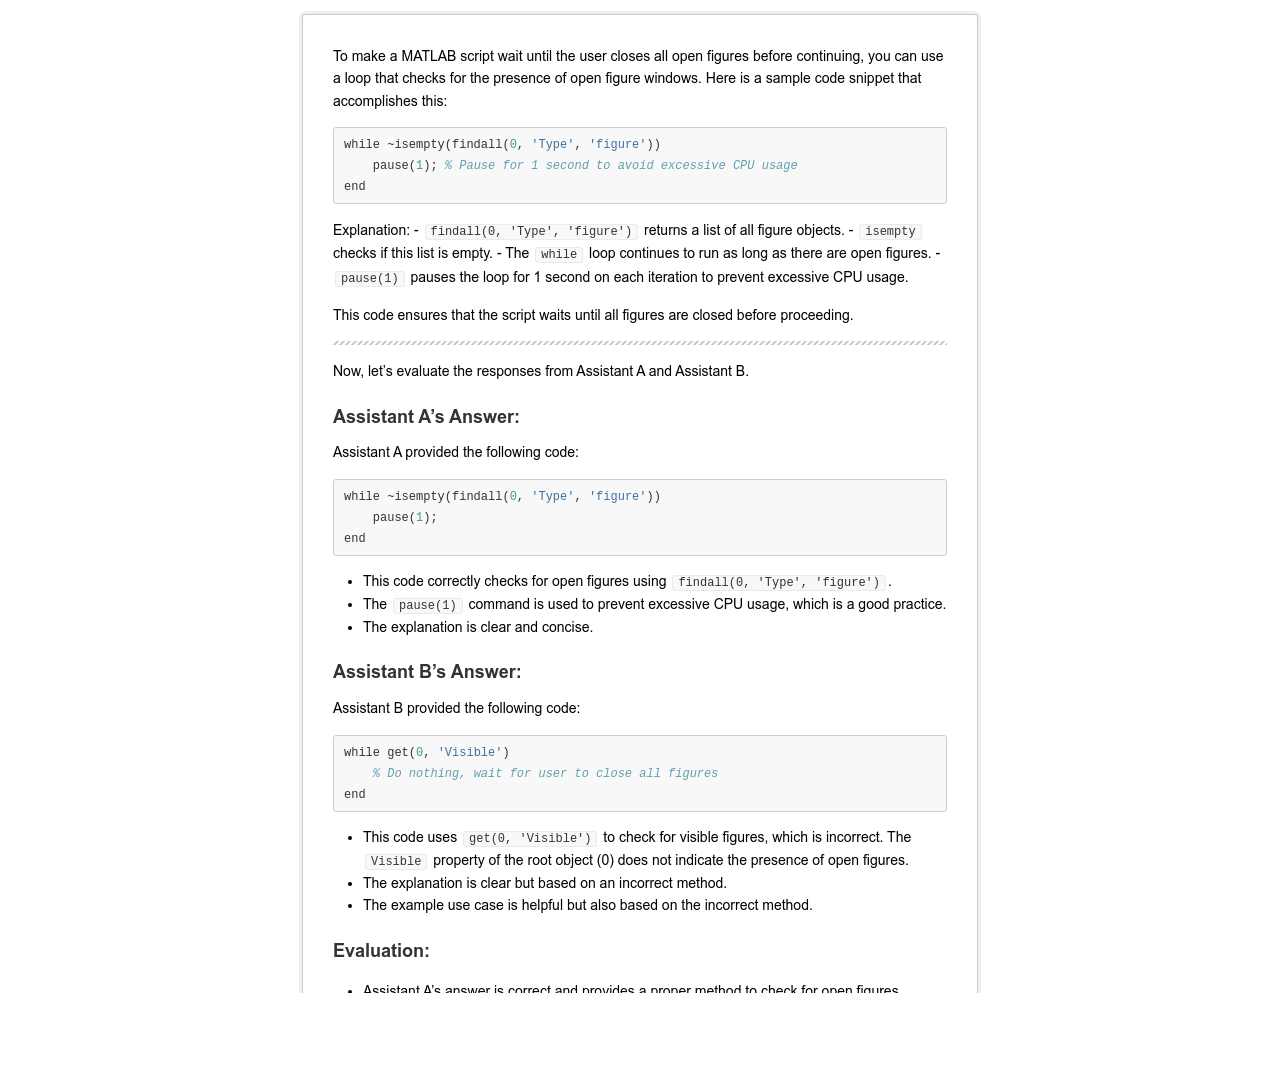 To make a MATLAB script wait until the user closes all open figures before continuing, you can use
a loop that checks for the presence of open figure windows. Here is a sample code snippet that
accomplishes this:
while ~isempty(findall(0, 'Type', 'figure'))
    pause(1); % Pause for 1 second to avoid excessive CPU usage
end
Explanation: - findall(0, 'Type', 'figure') returns a list of all figure objects. - isempty
checks if this list is empty. - The while loop continues to run as long as there are open figures. -
pause(1) pauses the loop for 1 second on each iteration to prevent excessive CPU usage.
This code ensures that the script waits until all figures are closed before proceeding.
Now, let’s evaluate the responses from Assistant A and Assistant B.
Assistant A’s Answer:
Assistant A provided the following code:
while ~isempty(findall(0, 'Type', 'figure'))
    pause(1);
end
• This code correctly checks for open figures using findall(0, 'Type', 'figure') .
• The pause(1) command is used to prevent excessive CPU usage, which is a good practice.
• The explanation is clear and concise.
Assistant B’s Answer:
Assistant B provided the following code:
while get(0, 'Visible')
    % Do nothing, wait for user to close all figures
end
• This code uses get(0, 'Visible') to check for visible figures, which is incorrect. The
Visible property of the root object (0) does not indicate the presence of open figures.
• The explanation is clear but based on an incorrect method.
• The example use case is helpful but also based on the incorrect method.
Evaluation:
• Assistant A’s answer is correct and provides a proper method to check for open figures.